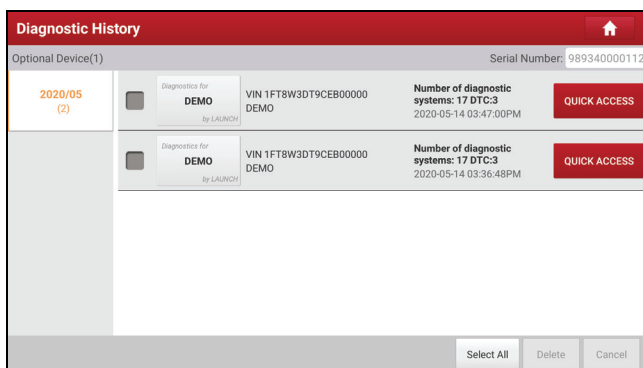 Diagnostic History
Optional Device(1)
Serial Number: 989340000112
2020/05
(2)
Diagnostics for
DEMO
by LAUNCH
VIN 1FT8W3DT9CEB00000
DEMO
Number of diagnostic
systems: 17 DTC:3
2020-05-14 03:47:00PM
QUICK ACCESS
Diagnostics for
DEMO
by LAUNCH
VIN 1FT8W3DT9CEB00000
DEMO
Number of diagnostic
systems: 17 DTC:3
2020-05-14 03:36:48PM
QUICK ACCESS
Select All
Delete
Cancel